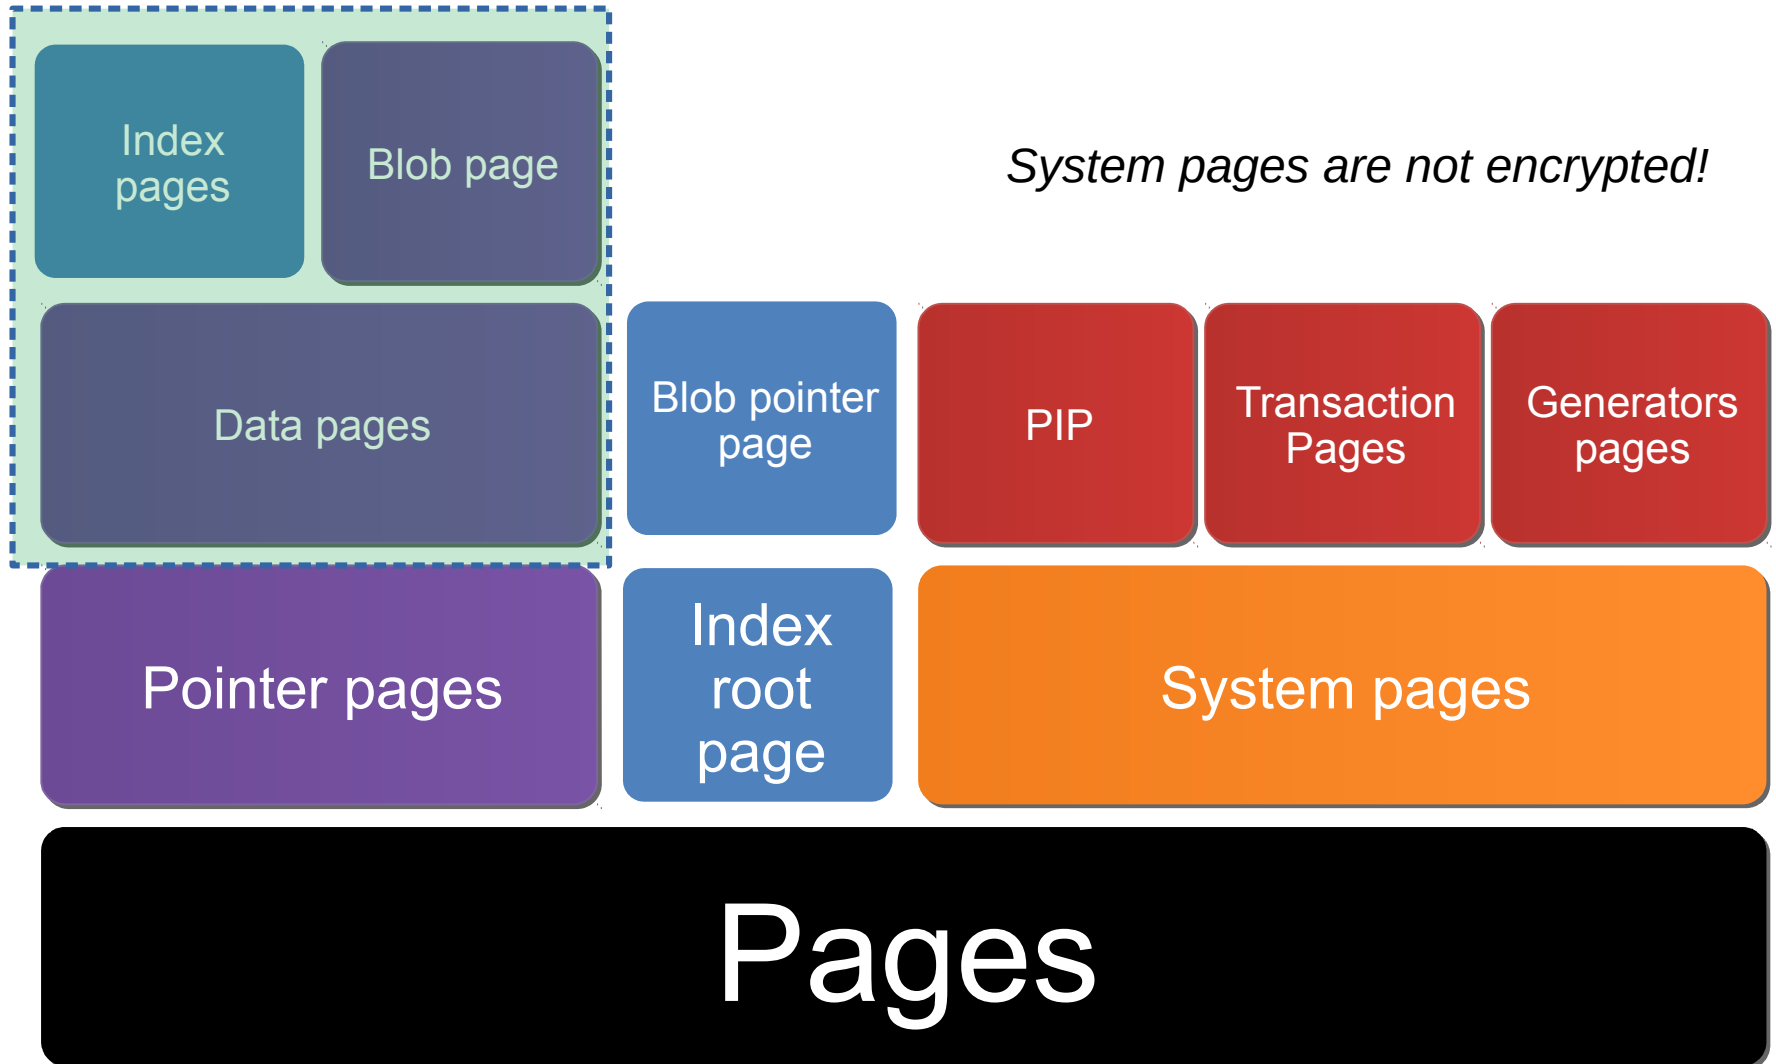 Index
pages
Blob page
System pages are not encrypted!
Data pages
Blob pointer
page
PIP
Transaction
Pages
Generators
pages
Pointer pages
Index
root
page
System pages
Pages